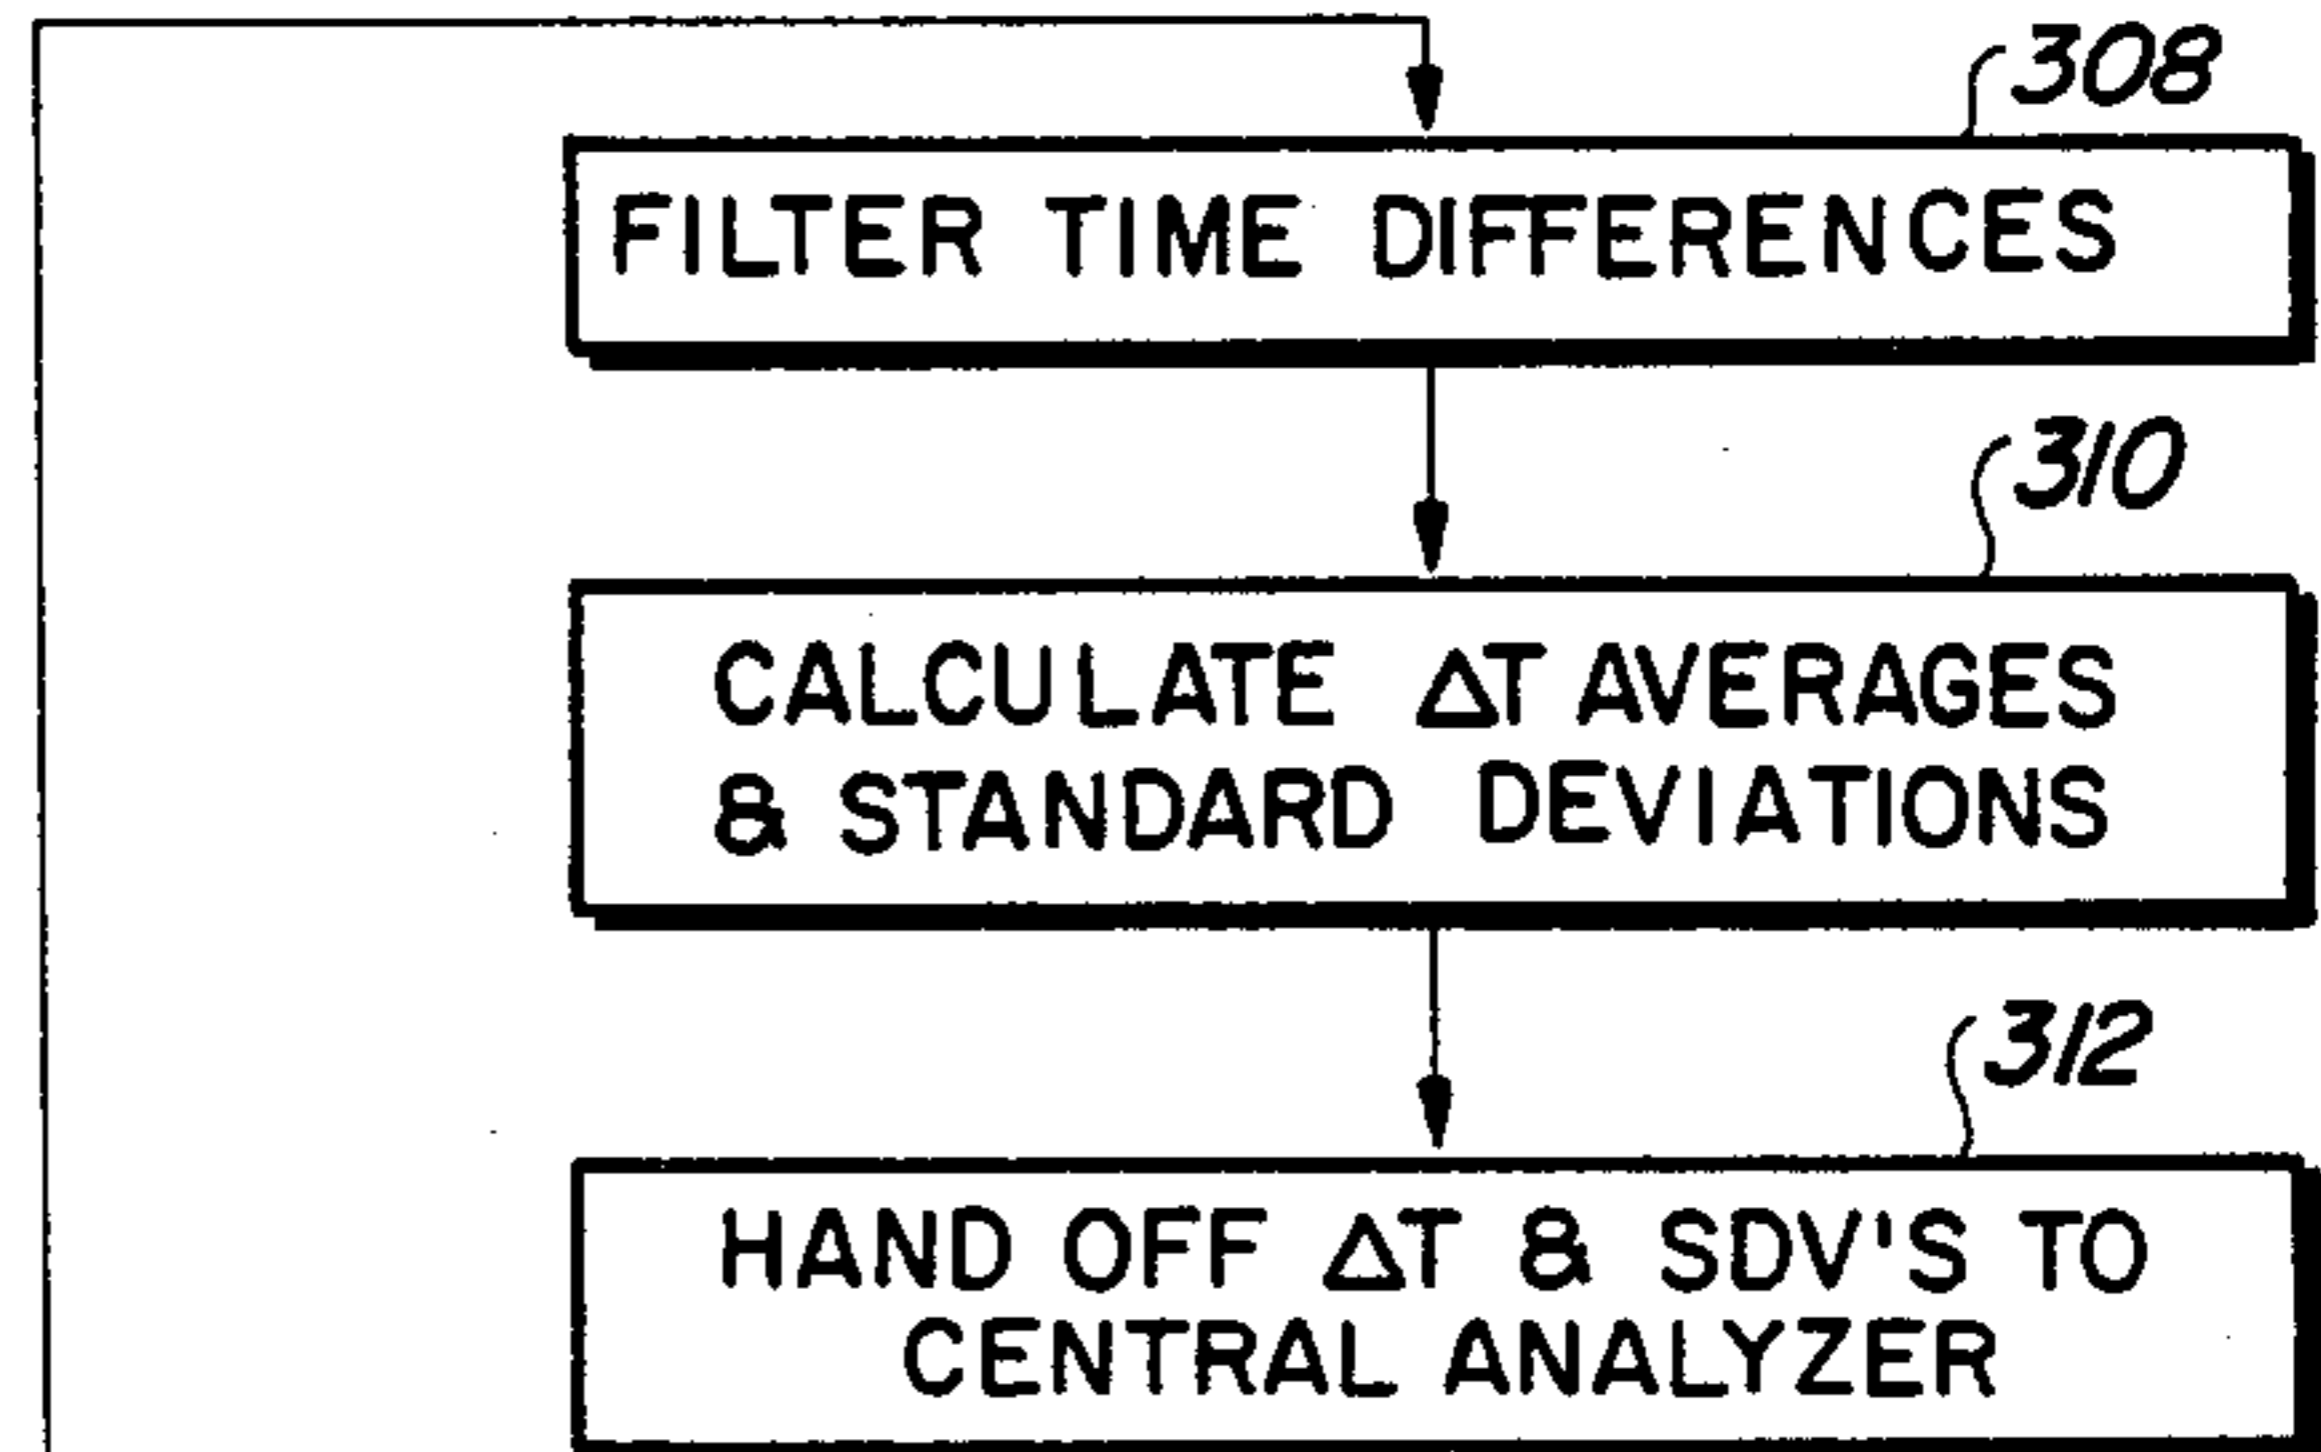 308
FILTER TIME DIFFERENCES
310
CALCULATE ΔT AVERAGES
& STANDARD DEVIATIONS
312
HAND OFF ΔT & SDV'S TO
CENTRAL ANALYZER